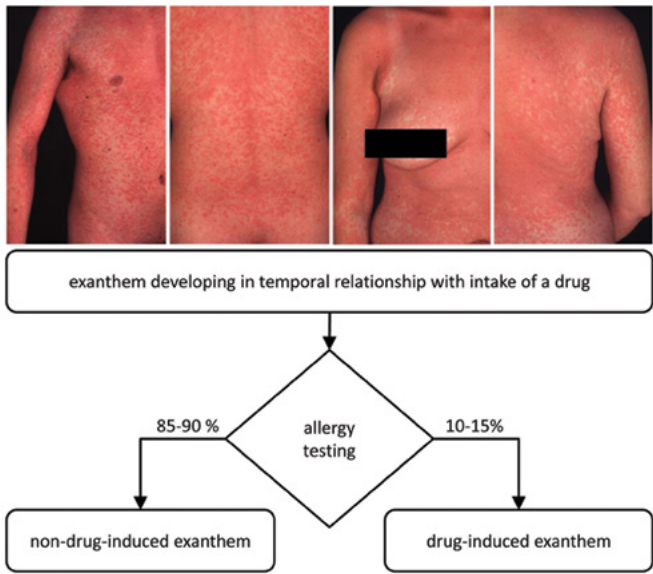 exanthem developing in temporal relationship with intake of a drug
85-90 %
allergy
testing
10-15%
non-drug-induced exanthem
drug-induced exanthem